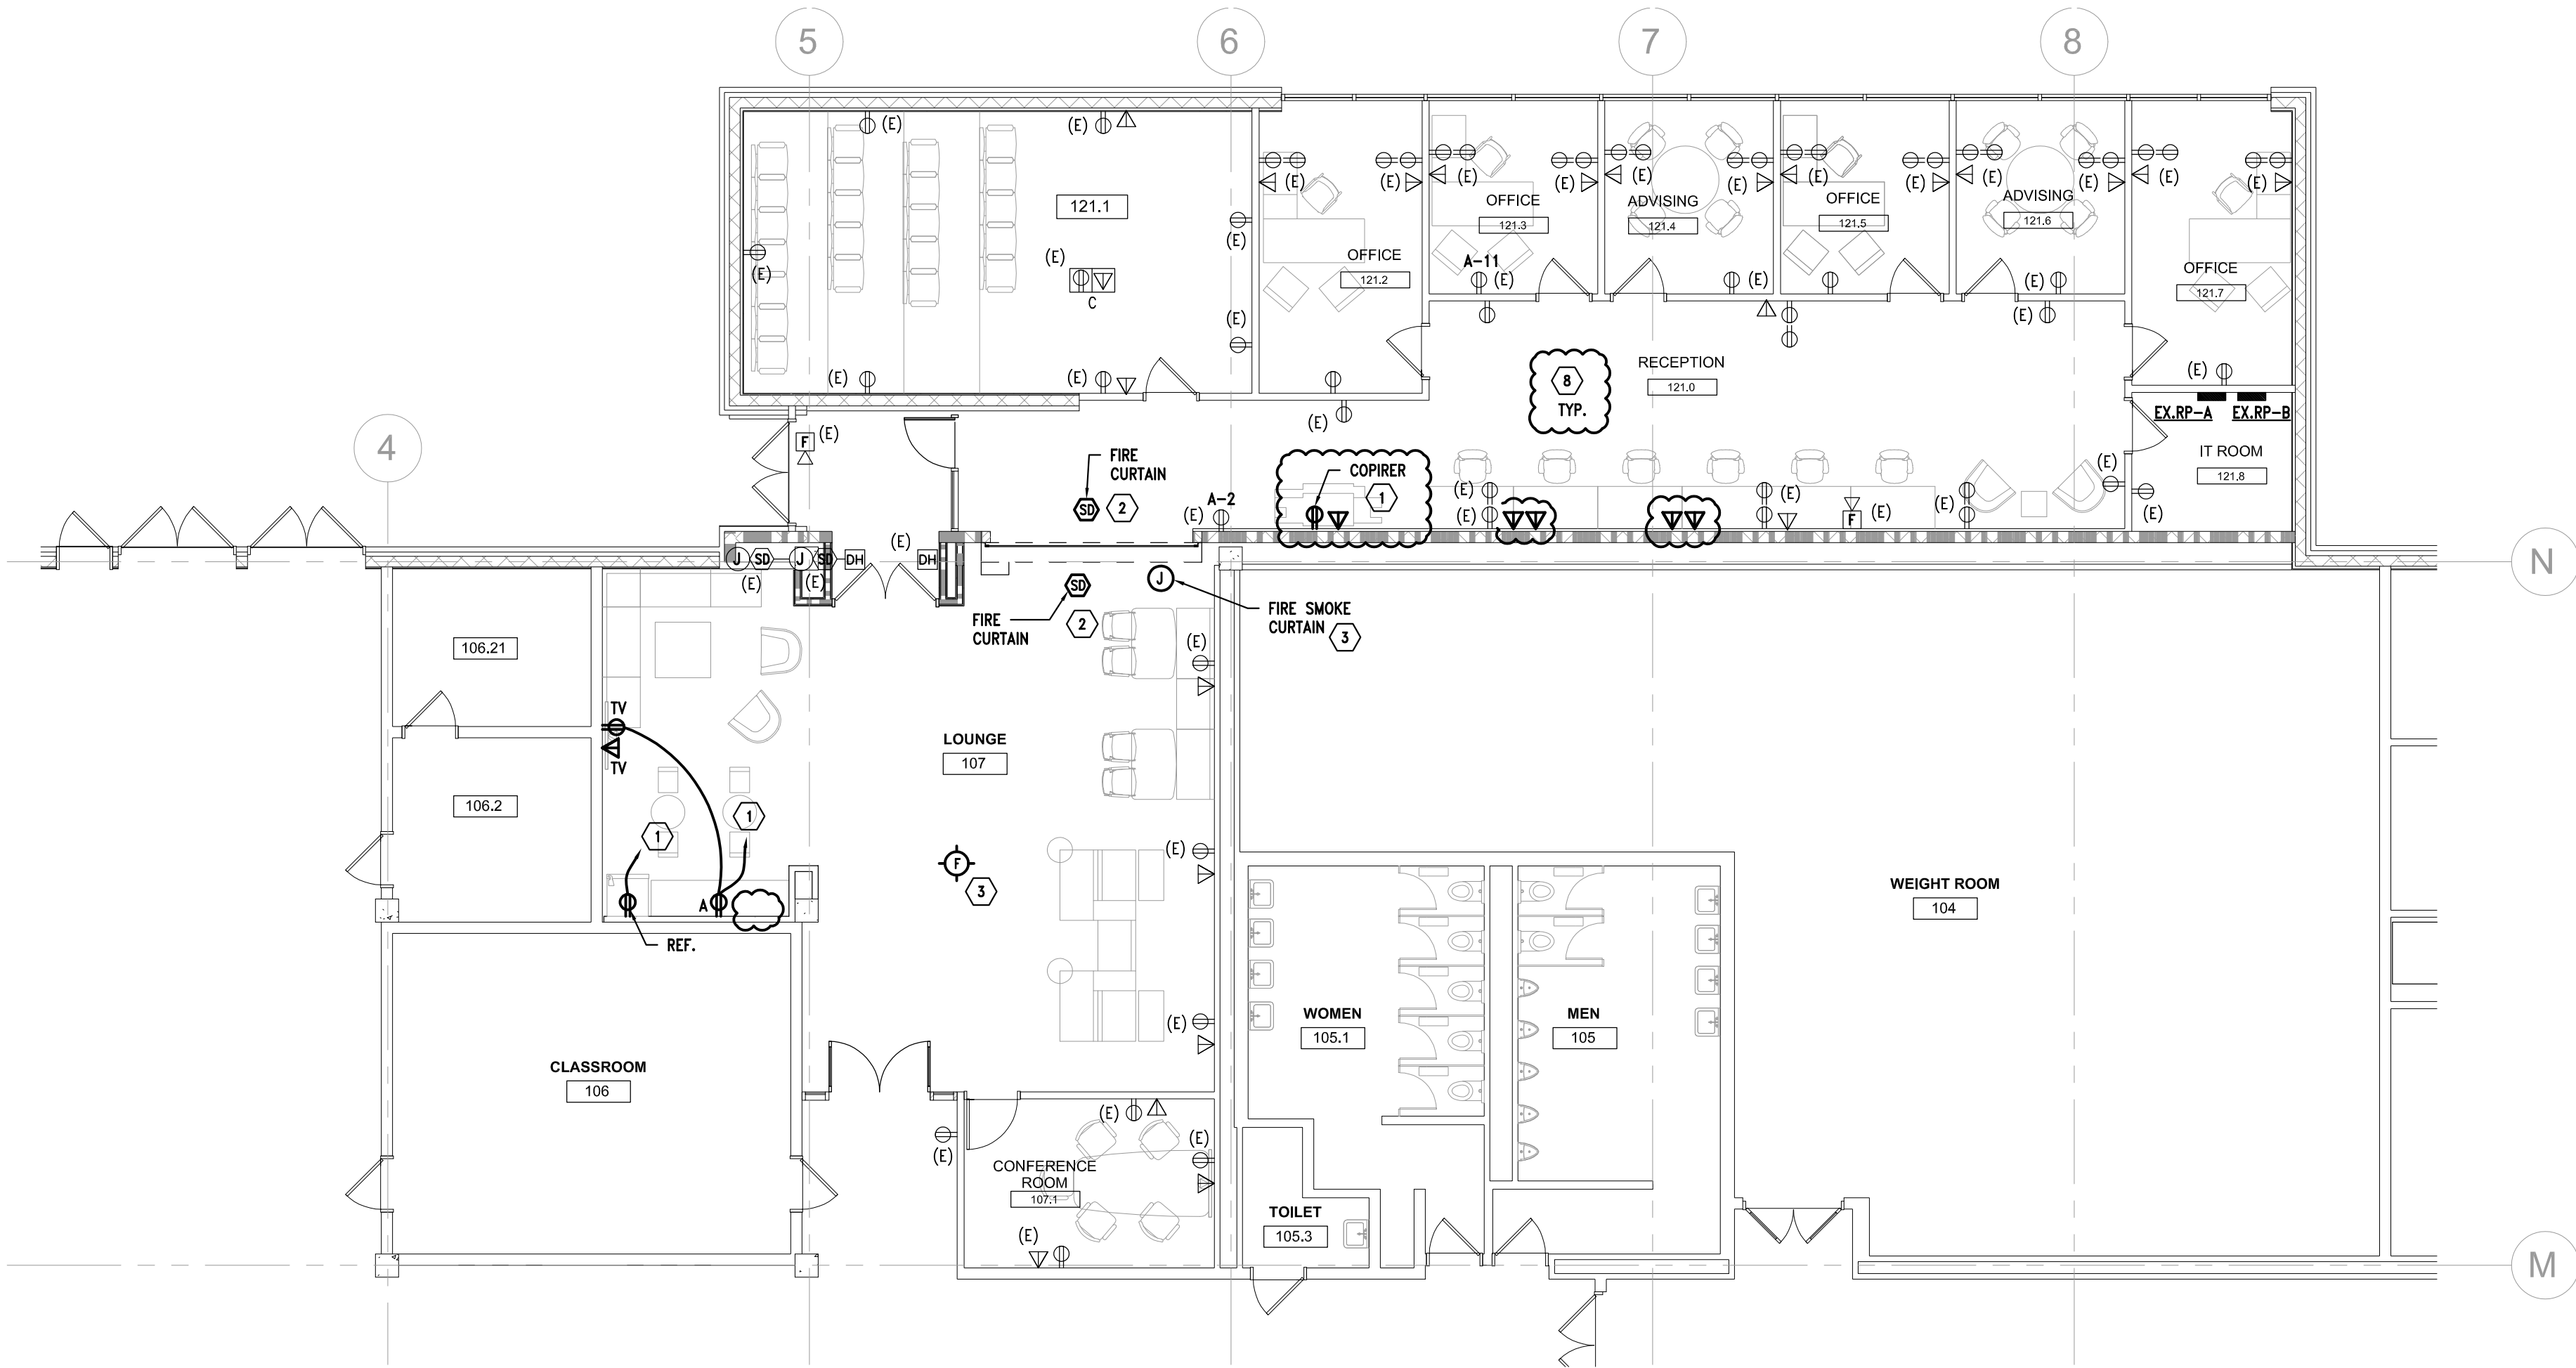 5
6
7
8
4
N
M
(E)
(E)
121.1
(E)
(E)
(E)
C
(E)
(E)
(E)
(E)
(E)
OFFICE
121.2
(E)
A-11
(E)
OFFICE
121.3
(E)
(E)
ADVISING
121.4
(E)
(E)
(E)
OFFICE
121.5
(E)
(E)
ADVISING
121.6
(E)
(E)
(E)
OFFICE
121.7
(E)
(E)
(E)
8
TYP.
RECEPTION
121.0
(E)
EX.RP-A
EX.RP-B
IT ROOM
121.8
(E)
F
(E)
FIRE
CURTAIN
SD
2
A-2
(E)
COPIRER
1
(E)
(E)
(E)
F
(E)
(E)
(E)
J
SD
J
SD
DH
(E)
DH
(E)
(E)
SD
FIRE
CURTAIN
2
J
FIRE SMOKE
CURTAIN
3
(E)
106.21
TV
TV
LOUNGE
107
106.2
1
1
A
REF.
F
3
(E)
(E)
WEIGHT ROOM
104
WOMEN
105.1
MEN
105
CLASSROOM
106
(E)
(E)
(E)
CONFERENCE
ROOM
107.1
(E)
TOILET
105.3